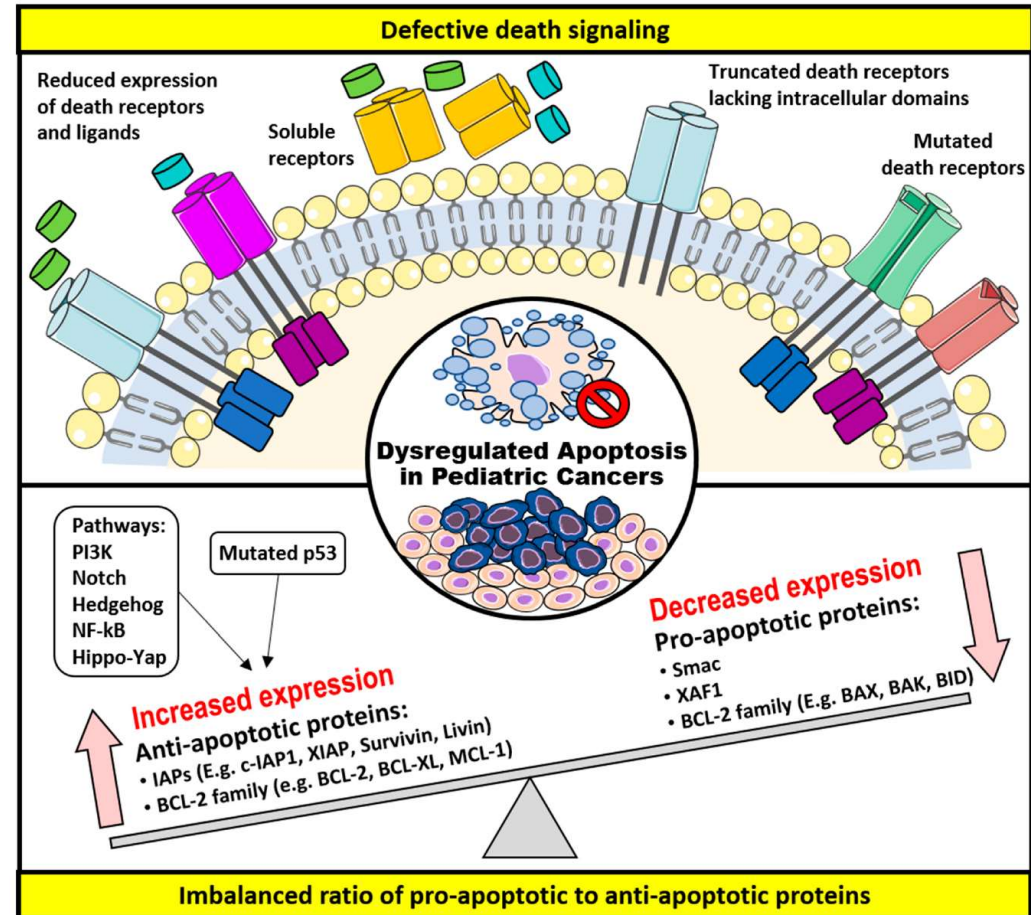 Defective death signaling
Reduced expression
of death receptors
and ligands
Soluble
receptors
Truncated death receptors
lacking intracellular domains
Mutated
death receptors
Dysregulated Apoptosis
in Pediatric Cancers
Pathways:
PI3K
Notch
Hedgehog
NF-kB
Hippo-Yap
Mutated p53
Increased expression
Anti-apoptotic proteins:
• IAPs (E.g. c-IAP1, XIAP, Survivin, Livin)
• BCL-2 family (e.g. BCL-2, BCL-XL, MCL-1)
Decreased expression
Pro-apoptotic proteins:
• Smac
• XAF1
• BCL-2 family (E.g. BAX, BAK, BID)
Imbalanced ratio of pro-apoptotic to anti-apoptotic proteins